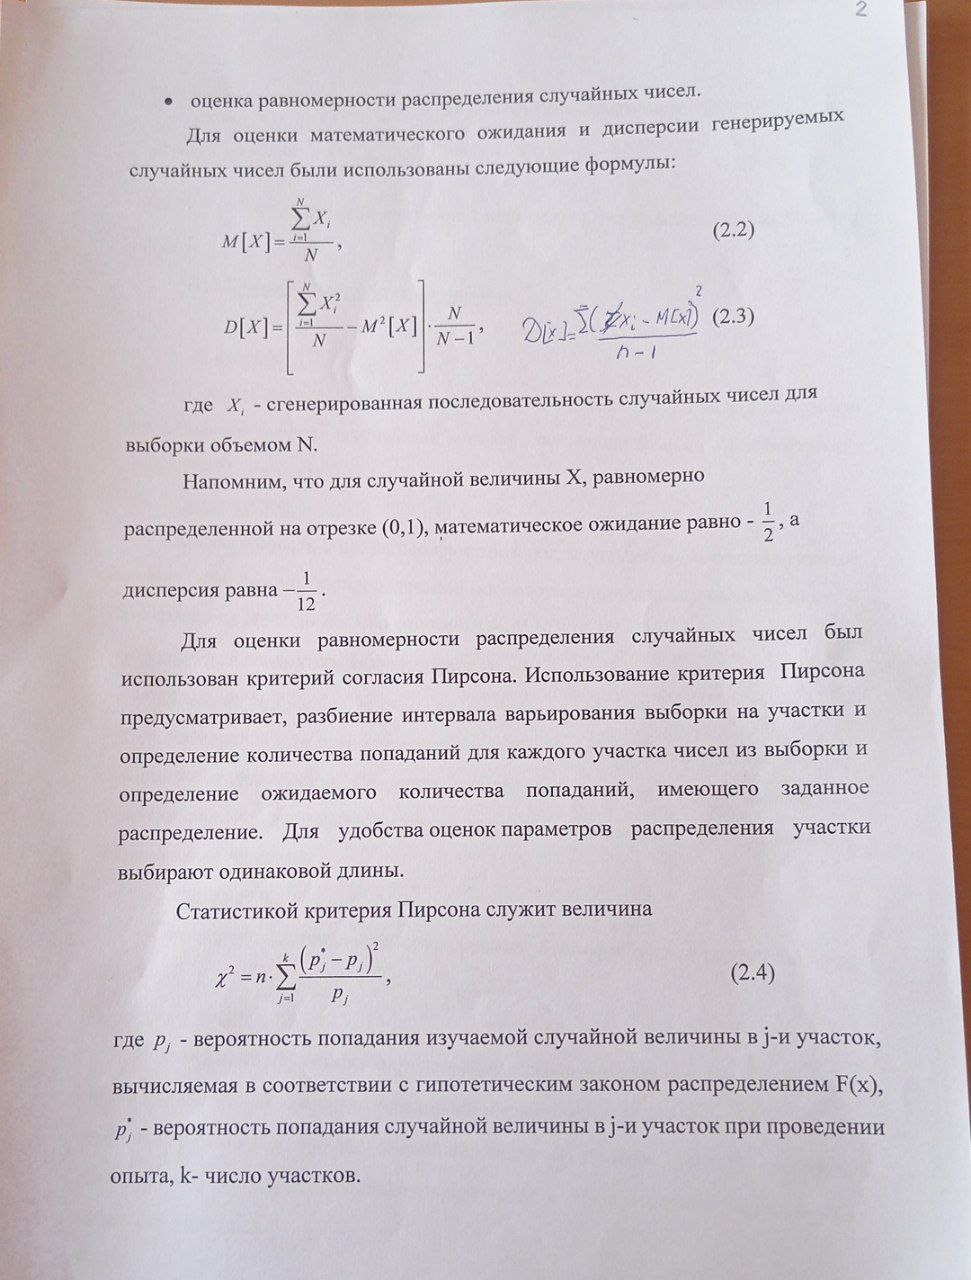 2
• оценка равномерности распределения случайных чисел.
Для оценки математического ожидания и дисперсии генерируемых
случайных чисел были использованы следующие формулы:
M[X] = \frac{\sum_{i=1}^{N} X_i}{N}, (2.2)
D[X] = \left[ \frac{\sum_{i=1}^{N} X_i^2}{N} - M^2[X] \right] \cdot \frac{N}{N-1}, D[x] = \frac{\sum (x_i - M[x])^2}{n-1} (2.3)
где X_i - сгенерированная последовательность случайных чисел для
выборки объемом N.
Напомним, что для случайной величины X, равномерно
распределенной на отрезке (0,1), математическое ожидание равно - \frac{1}{2}, а
дисперсия равна – \frac{1}{12}.
Для оценки равномерности распределения случайных чисел был
использован критерий согласия Пирсона. Использование критерия Пирсона
предусматривает, разбиение интервала варьирования выборки на участки и
определение количества попаданий для каждого участка чисел из выборки и
определение ожидаемого количества попаданий, имеющего заданное
распределение. Для удобства оценок параметров распределения участки
выбирают одинаковой длины.
Статистикой критерия Пирсона служит величина
\chi^2 = n \cdot \sum_{j=1}^{k} \frac{(p_j^* - p_j)^2}{p_j}, (2.4)
где p_j - вероятность попадания изучаемой случайной величины в j-и участок,
вычисляемая в соответствии с гипотетическим законом распределением F(x),
p_j^* - вероятность попадания случайной величины в j-и участок при проведении
опыта, k- число участков.